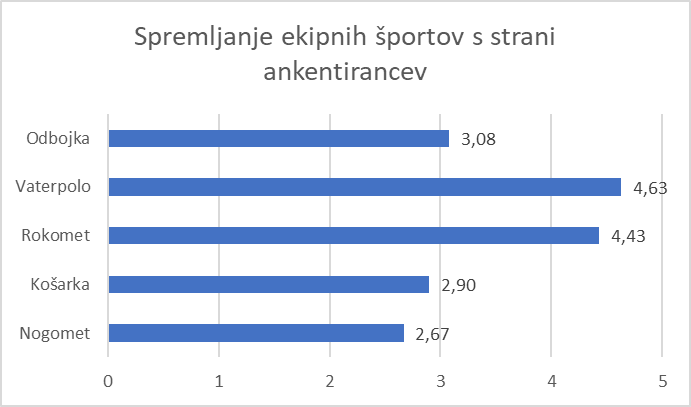 Spremljanje ekipnih športov s strani
ankentirancev
Odbojka 3,08
Vaterpolo 4,63
Rokomet 4,43
Košarka 2,90
Nogomet 2,67
0 1 2 3 4 5